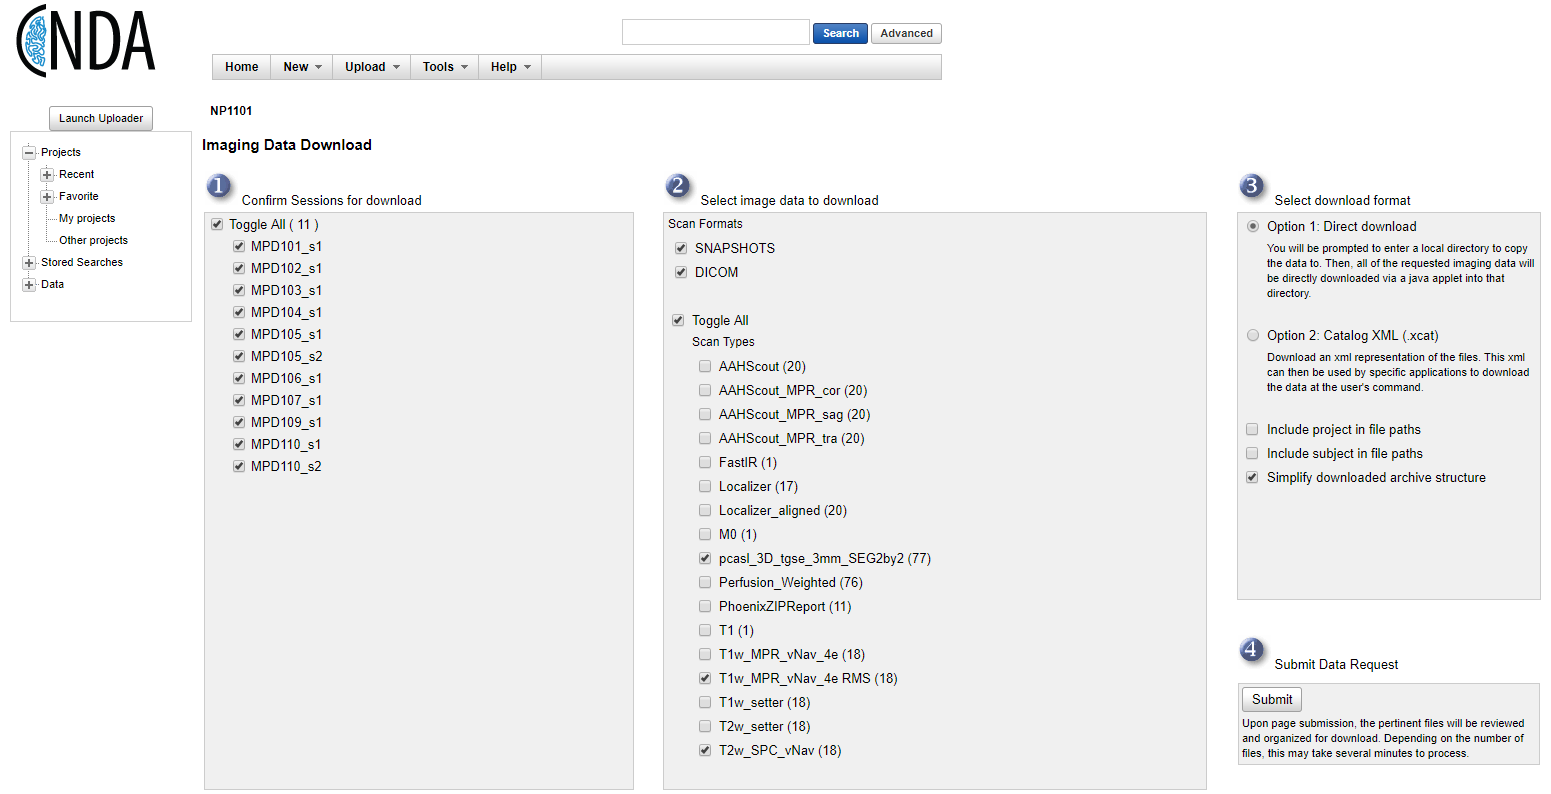 CNDA
Search
Advanced
Home
New
Upload
Tools
Help
Launch Uploader
Projects
Recent
Favorite
My projects
Other projects
Stored Searches
Data
NP1101
Imaging Data Download
1
Confirm Sessions for download
Toggle All ( 11 )
MPD101_s1
MPD102_s1
MPD103_s1
MPD104_s1
MPD105_s1
MPD105_s2
MPD106_s1
MPD107_s1
MPD109_s1
MPD110_s1
MPD110_s2
2
Select image data to download
Scan Formats
SNAPSHOTS
DICOM
Toggle All
Scan Types
AAHScout (20)
AAHScout_MPR_cor (20)
AAHScout_MPR_sag (20)
AAHScout_MPR_tra (20)
FastIR (1)
Localizer (17)
Localizer_aligned (20)
M0 (1)
pcasl_3D_tgse_3mm_SEG2by2 (77)
Perfusion_Weighted (76)
PhoenixZIPReport (11)
T1 (1)
T1w_MPR_vNav_4e (18)
T1w_MPR_vNav_4e RMS (18)
T1w_setter (18)
T2w_setter (18)
T2w_SPC_vNav (18)
3
Select download format
Option 1: Direct download
You will be prompted to enter a local directory to copy
the data to. Then, all of the requested imaging data will
be directly downloaded via a java applet into that
directory.
Option 2: Catalog XML (.xcat)
Download an xml representation of the files. This xml
can then be used by specific applications to download
the data at the user's command.
Include project in file paths
Include subject in file paths
Simplify downloaded archive structure
4
Submit Data Request
Submit
Upon page submission, the pertinent files will be reviewed
and organized for download. Depending on the number of
files, this may take several minutes to process.